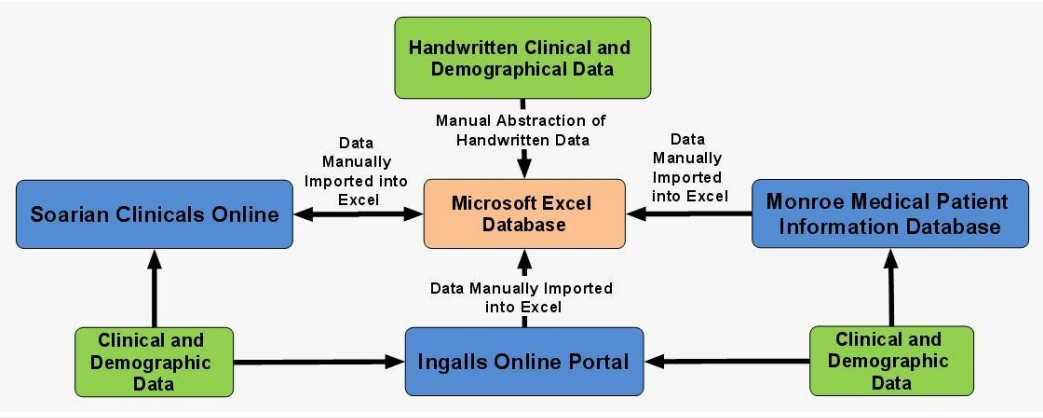 Handwritten Clinical and
Demographical Data
Manual Abstraction of
Handwritten Data
Data
Manually
Imported into
Excel
Data
Manually
Imported
into Excel
Soarian Clinicals Online
Microsoft Excel
Database
Monroe Medical Patient
Information Database
Data Manually Imported
into Excel
Clinical and
Demographic
Data
Ingalls Online Portal
Clinical and
Demographic
Data